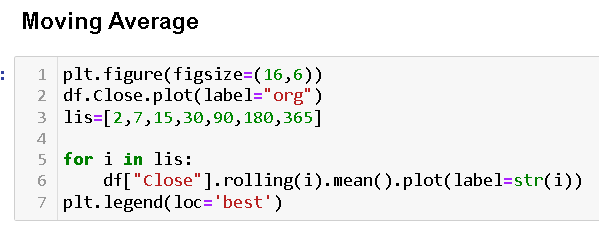 Moving Average
:
1 plt.figure(figsize=(16,6))
2 df.Close.plot(label="org")
3 lis=[2,7,15,30,90,180,365]
4
5 for i in lis:
6     df["Close"].rolling(i).mean().plot(label=str(i))
7 plt.legend(loc='best')